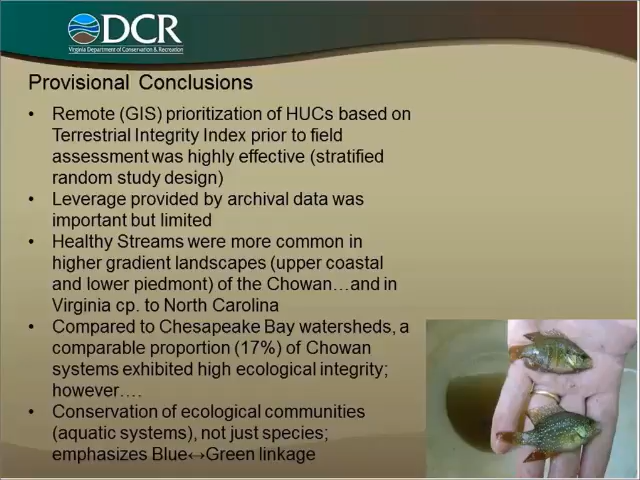 DCR
Virginia Department of Conservation & Recreation
Provisional Conclusions
• Remote (GIS) prioritization of HUCs based on
Terrestrial Integrity Index prior to field
assessment was highly effective (stratified
random study design)
• Leverage provided by archival data was
important but limited
• Healthy Streams were more common in
higher gradient landscapes (upper coastal
and lower piedmont) of the Chowan…and in
Virginia cp. to North Carolina
• Compared to Chesapeake Bay watersheds, a
comparable proportion (17%) of Chowan
systems exhibited high ecological integrity;
however….
• Conservation of ecological communities
(aquatic systems), not just species;
emphasizes Blue↔Green linkage